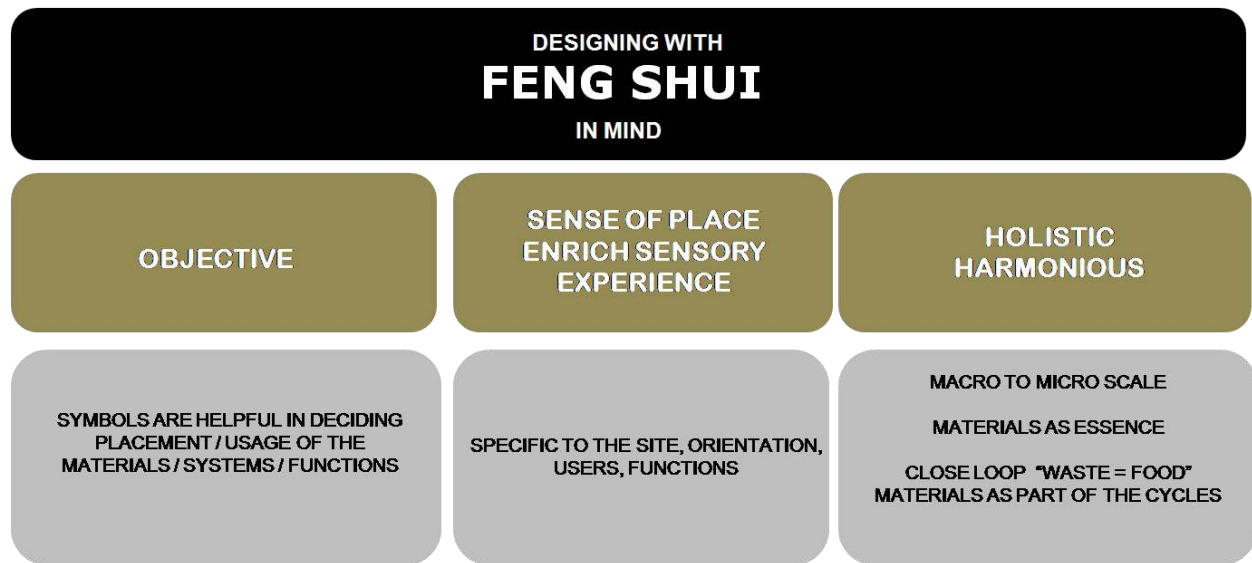 DESIGNING WITH
FENG SHUI
IN MIND
OBJECTIVE
SENSE OF PLACE
ENRICH SENSORY
EXPERIENCE
HOLISTIC
HARMONIOUS
SYMBOLS ARE HELPFUL IN DECIDING
PLACEMENT / USAGE OF THE
MATERIALS / SYSTEMS / FUNCTIONS
SPECIFIC TO THE SITE, ORIENTATION,
USERS, FUNCTIONS
MACRO TO MICRO SCALE
MATERIALS AS ESSENCE
CLOSE LOOP “WASTE = FOOD”
MATERIALS AS PART OF THE CYCLES